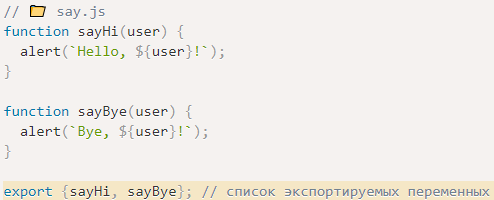 // 📁 say.js
function sayHi(user) {
  alert(`Hello, ${user}!`);
}

function sayBye(user) {
  alert(`Bye, ${user}!`);
}

export {sayHi, sayBye}; // список экспортируемых переменных